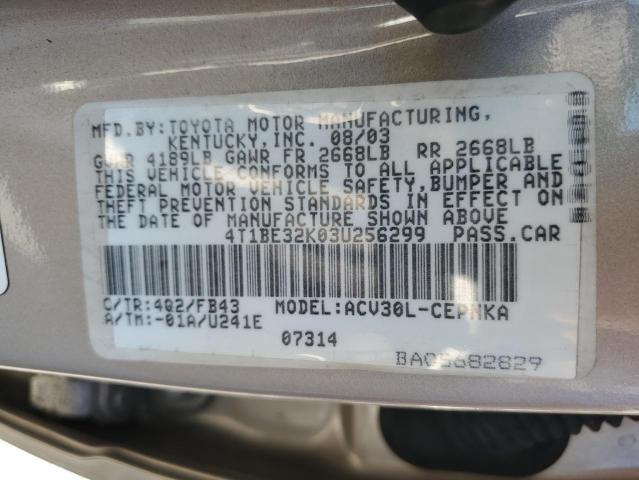 MFD.BY:TOYOTA MOTOR MANUFACTURING,
KENTUCKY,INC. 08/03
GVWR 4189LB GAWR FR 2668LB RR 2668LB
THIS VEHICLE CONFORMS TO ALL APPLICABLE
FEDERAL MOTOR VEHICLE SAFETY,BUMPER AND
THEFT PREVENTION STANDARDS IN EFFECT ON
THE DATE OF MANUFACTURE SHOWN ABOVE
4T1BE32K03U256299 PASS.CAR
C/TR:4Q2/FB43 MODEL:ACV30L-CEPNKA
A/TM:-01A/U241E
07314
BA05682829